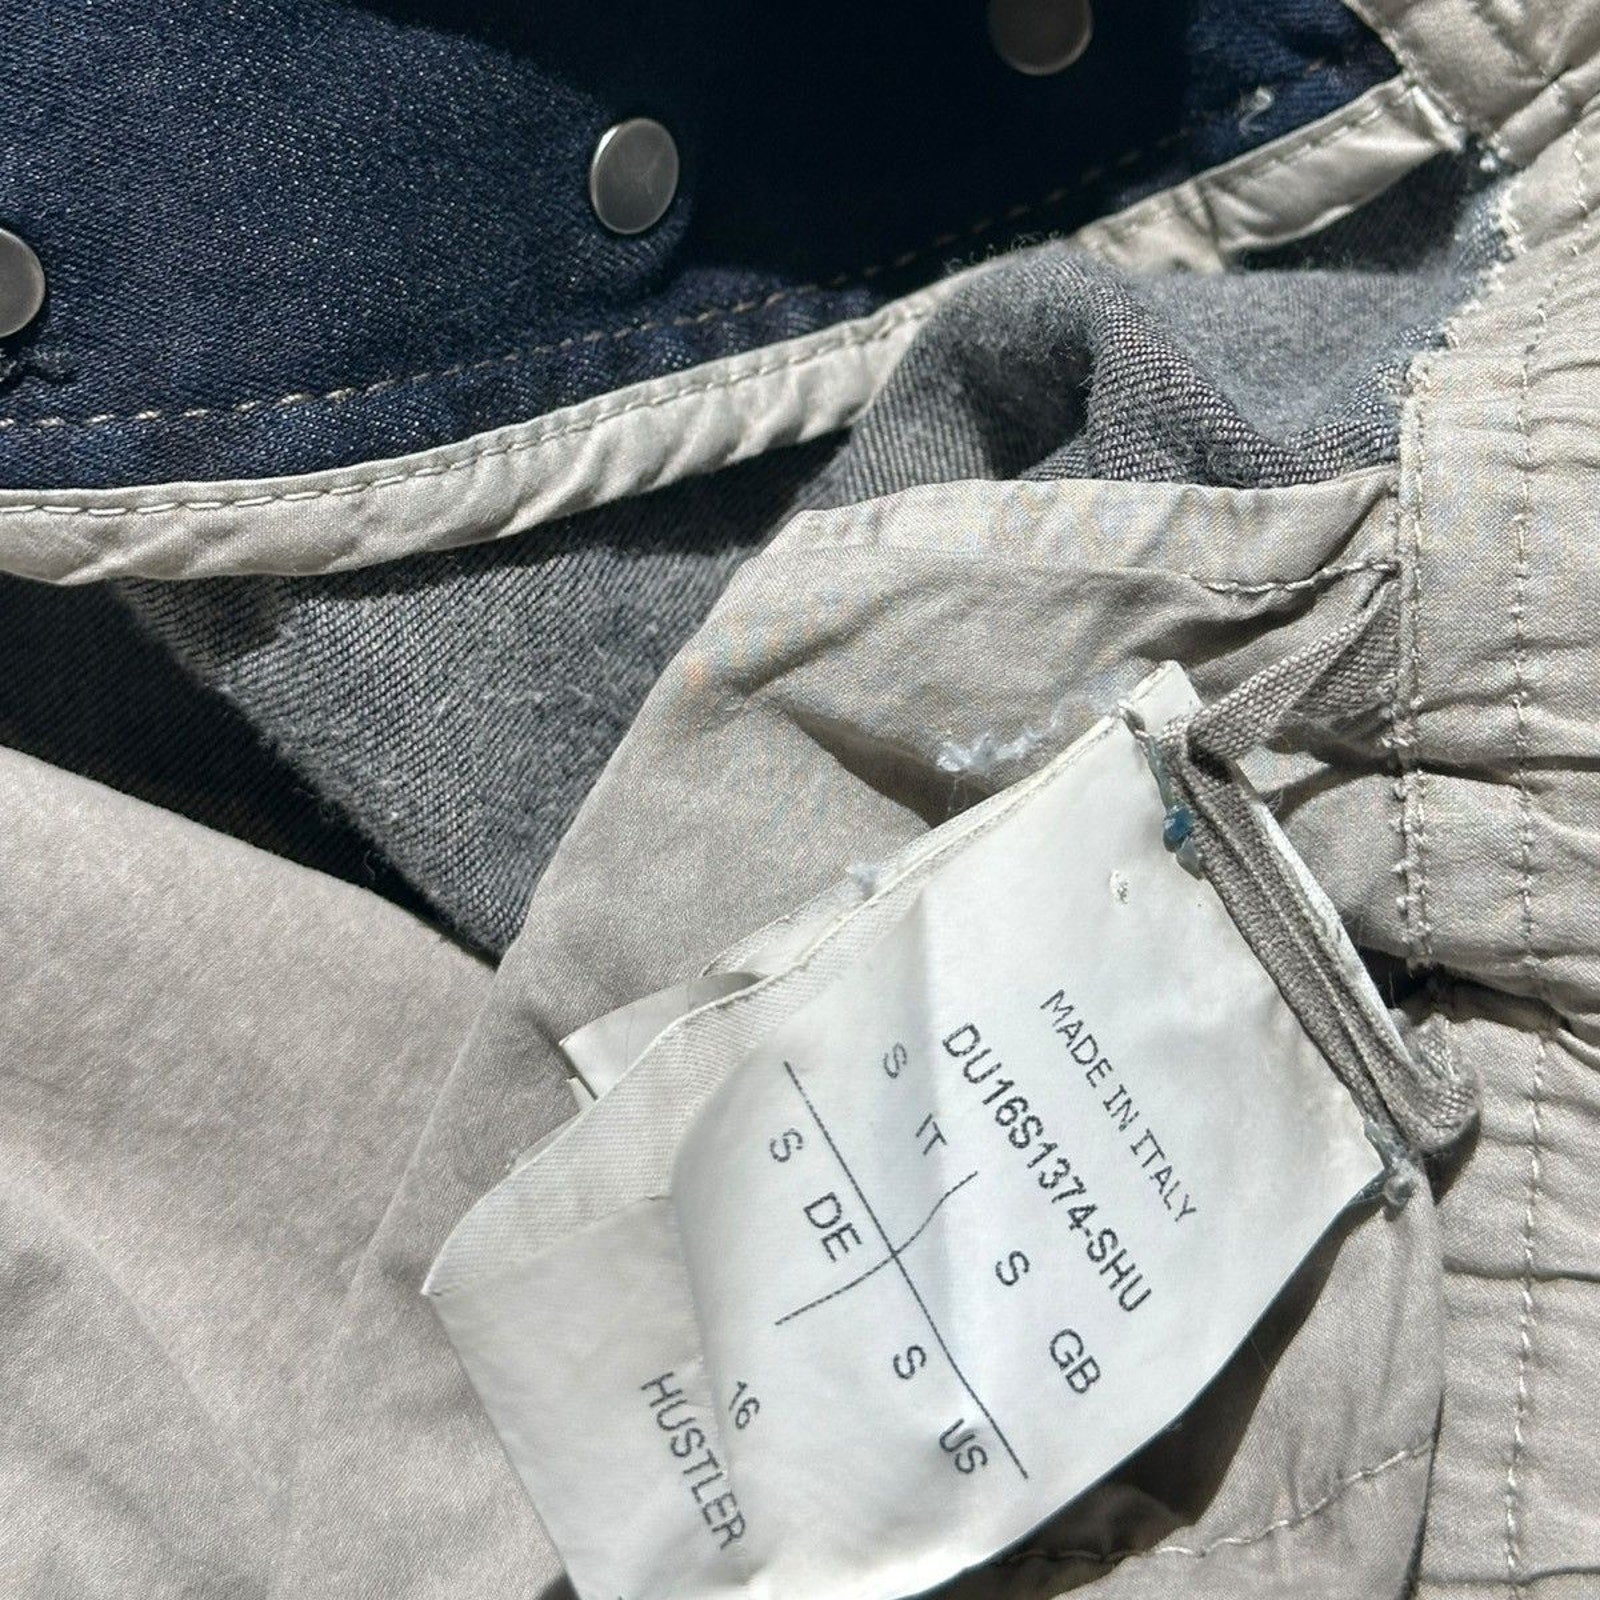 MADE IN ITALY
DU16S1374-SHU
S IT S GB
S DE S US
16
HUSTLER